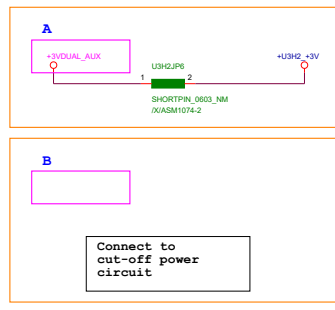 A
+3VDUAL_AUX
U3H2JP6
+U3H2_+3V
1
2
SHORTPIN_0603_NM
/X/ASM1074-2
B
Connect to
cut-off power
circuit